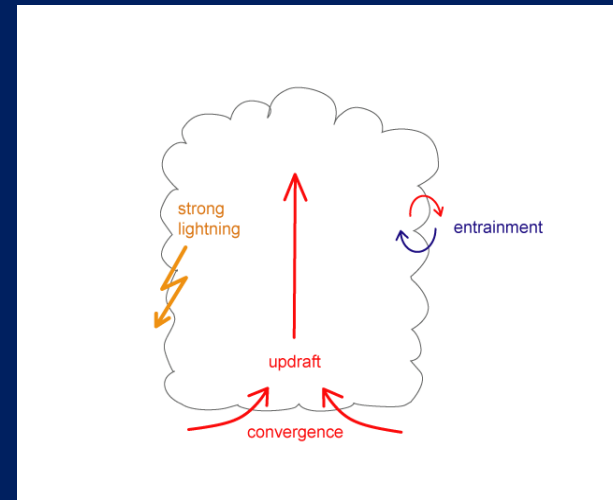 strong
lightning
entrainment
updraft
convergence